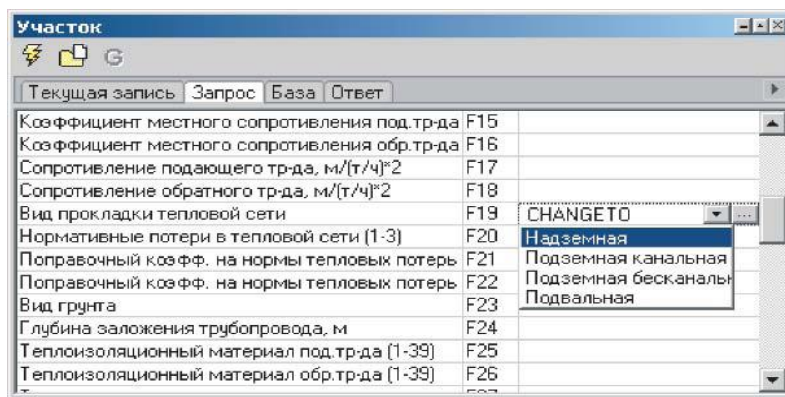 Участок
G
Текущая запись Запрос База Ответ
Коэффициент местного сопротивления под.тр-да F15
Коэффициент местного сопротивления обр.тр-да F16
Сопротивление подающего тр-да, м/(т/ч)*2 F17
Сопротивление обратного тр-да, м/(т/ч)*2 F18
Вид прокладки тепловой сети F19 CHANGETO ...
Нормативные потери в тепловой сети (1-3) F20 Надземная
Поправочный коэфф. на нормы тепловых потерь F21 Подземная канальная
Поправочный коэфф. на нормы тепловых потерь F22 Подземная бесканальн
Вид грунта F23 Подвальная
Глубина заложения трубопровода, м F24
Теплоизоляционный материал под.тр-да (1-39) F25
Теплоизоляционный материал обр.тр-да (1-39) F26